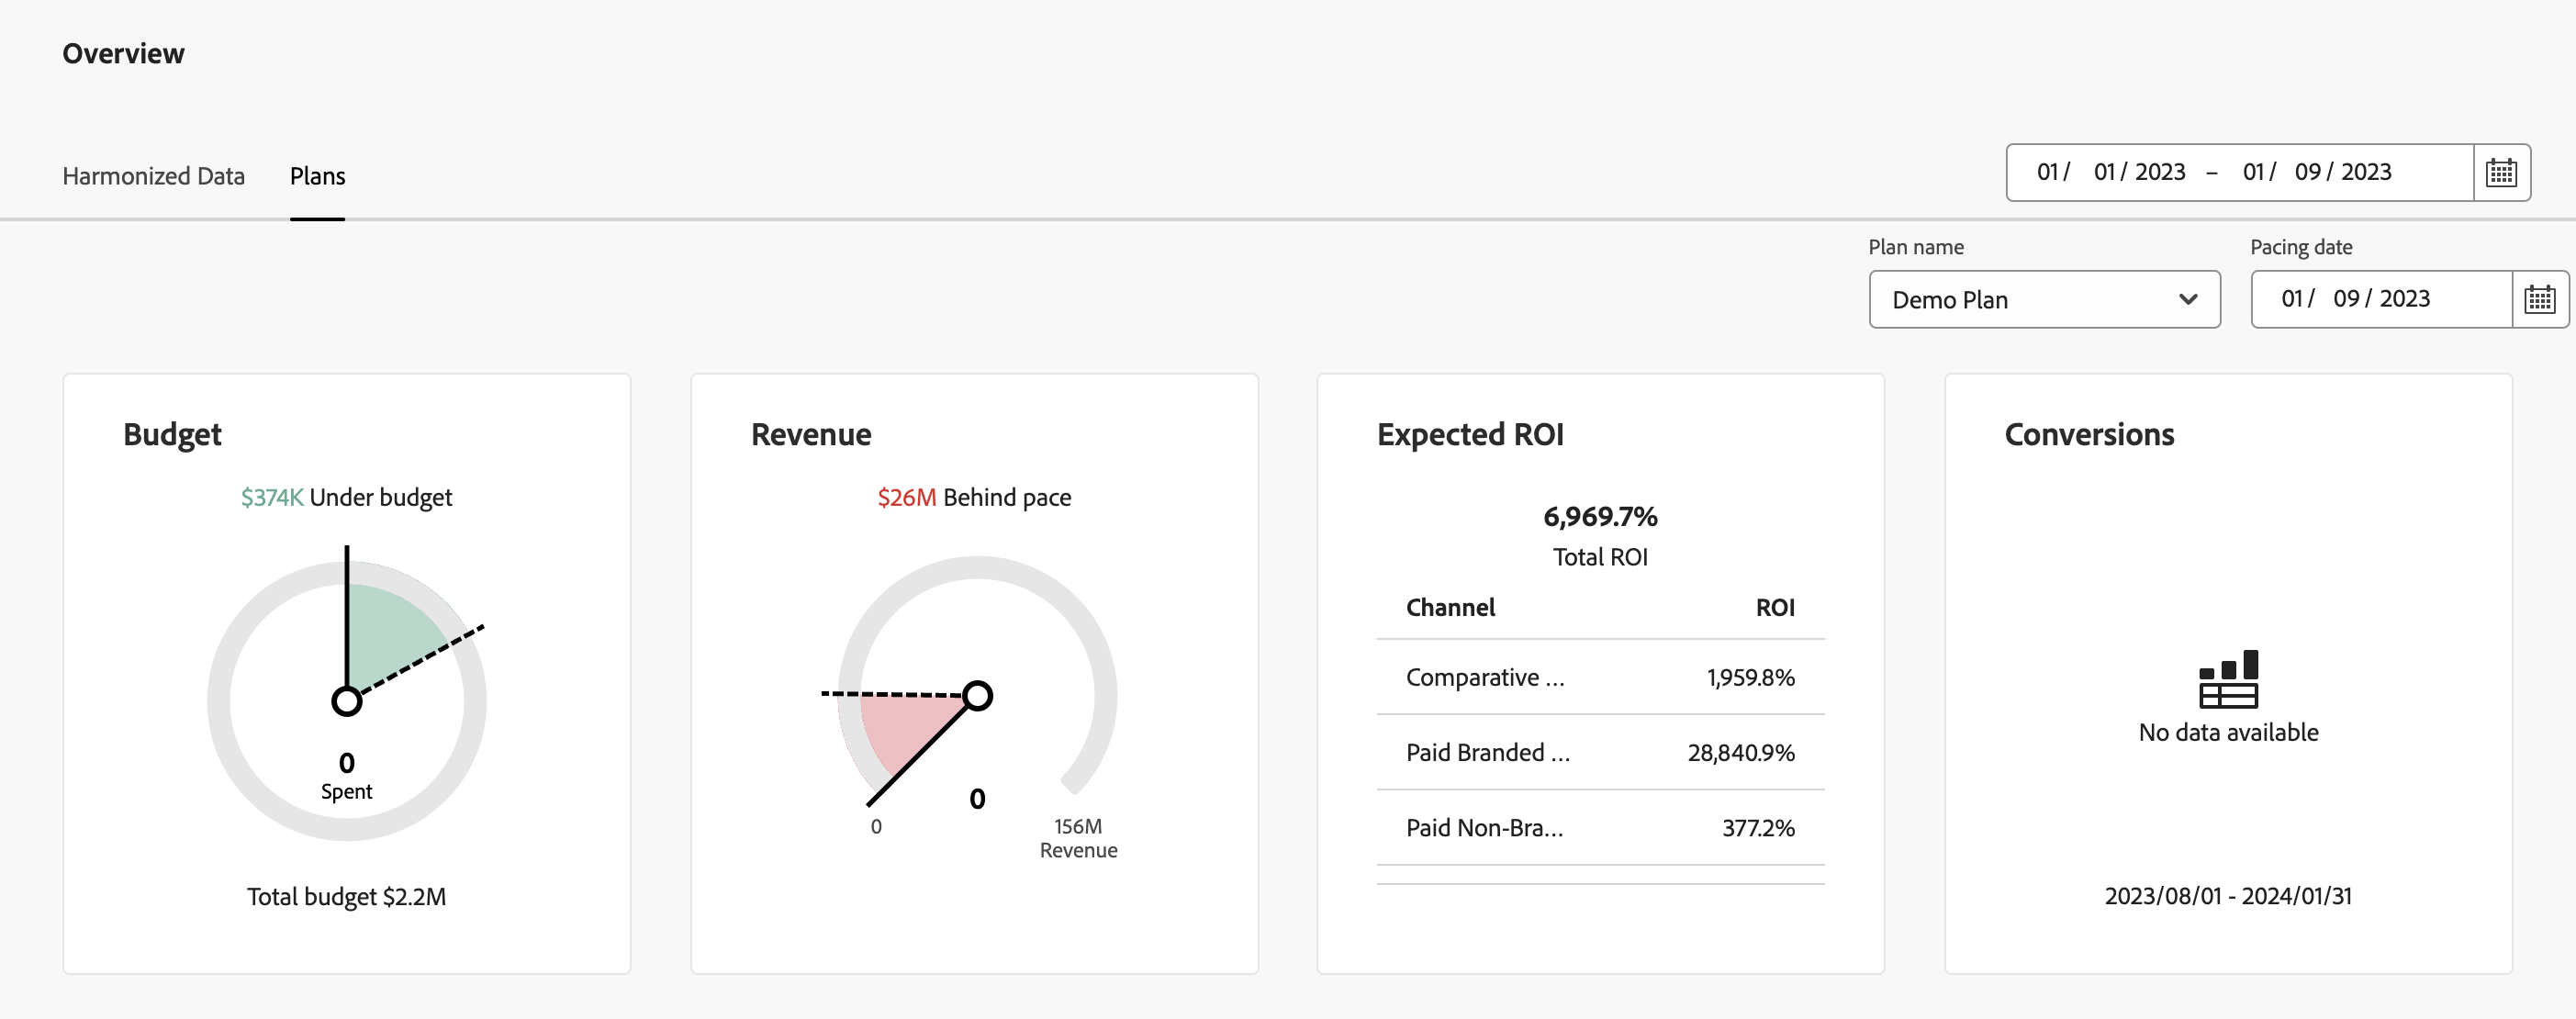 Overview
Harmonized Data Plans
01 / 01 / 2023 – 01 / 09 / 2023
Plan name
Demo Plan
Pacing date
01 / 09 / 2023
Budget
$374K Under budget
0
Spent
Total budget $2.2M
Revenue
$26M Behind pace
0
0
156M
Revenue
Expected ROI
6,969.7%
Total ROI
Channel ROI
Comparative ... 1,959.8%
Paid Branded ... 28,840.9%
Paid Non-Bra... 377.2%
Conversions
No data available
2023/08/01 - 2024/01/31